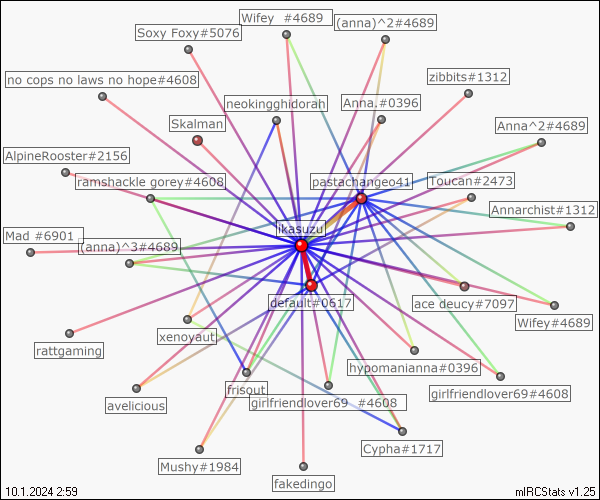 Wifey  #4689
(anna)^2#4689
Soxy Foxy#5076
zibbits#1312
no cops no laws no hope#4608
neokingghidorah
Anna.#0396
Skalman
Anna^2#4689
AlpineRooster#2156
ramshackle gorey#4608
pastachangeo41
Toucan#2473
Annarchist#1312
ikasuzu
Mad #6901
(anna)^3#4689
default#0617
ace deucy#7097
Wifey#4689
xenoyaut
rattgaming
hypomanianna#0396
frisout
girlfriendlover69  #4608
girlfriendlover69#4608
avelicious
Cypha#1717
Mushy#1984
fakedingo
10.1.2024 2:59
mIRCStats v1.25